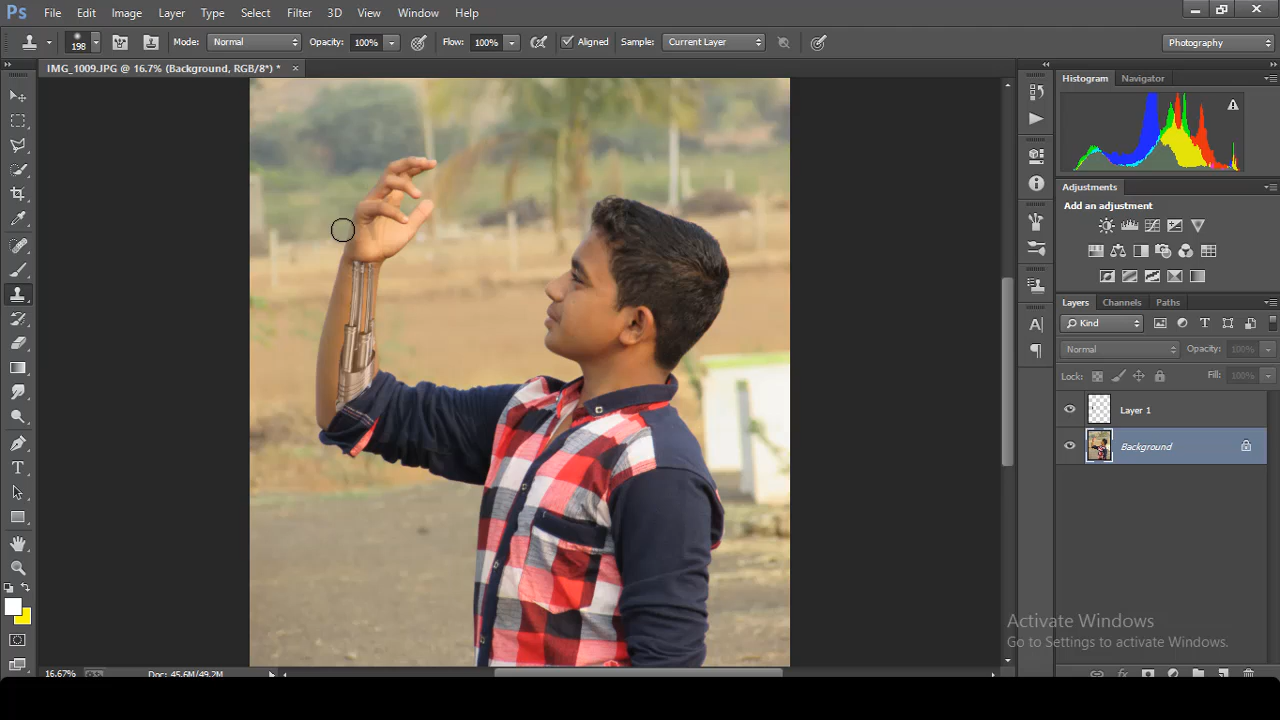 Ps File Edit Image Layer Type Select Filter 3D View Window Help
198 Mode: Normal Opacity: 100% Flow: 100% Aligned Sample: Current Layer Photography
IMG_1009.JPG @ 16.7% (Background, RGB/8*) *
Histogram Navigator
Adjustments
Add an adjustment
Layers Channels Paths
Kind
Normal Opacity: 100%
Lock: Fill: 100%
Layer 1
Background
Activate Windows
Go to Settings to activate Windows.
16.67% Doc: 45.6M/49.2M